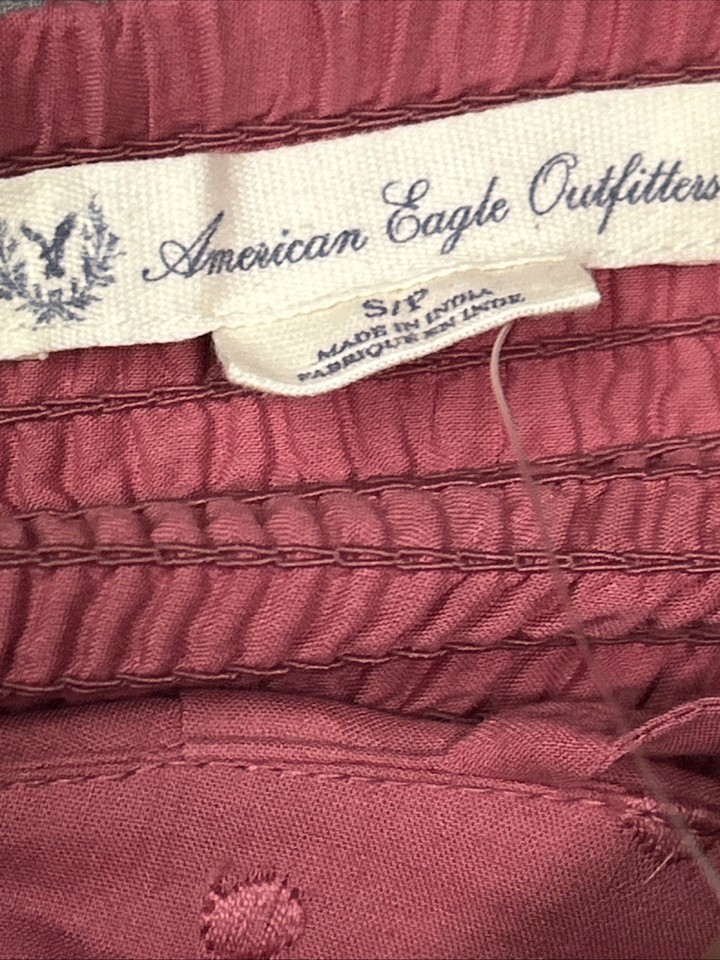 American Eagle Outfitters
S/P
MADE IN INDIA
FABRIQUE EN INDE